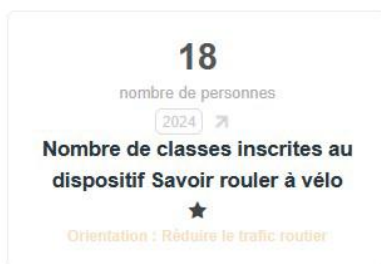 18
nombre de personnes
2024
Nombre de classes inscrites au
dispositif Savoir rouler à vélo
Orientation : Réduire le trafic routier